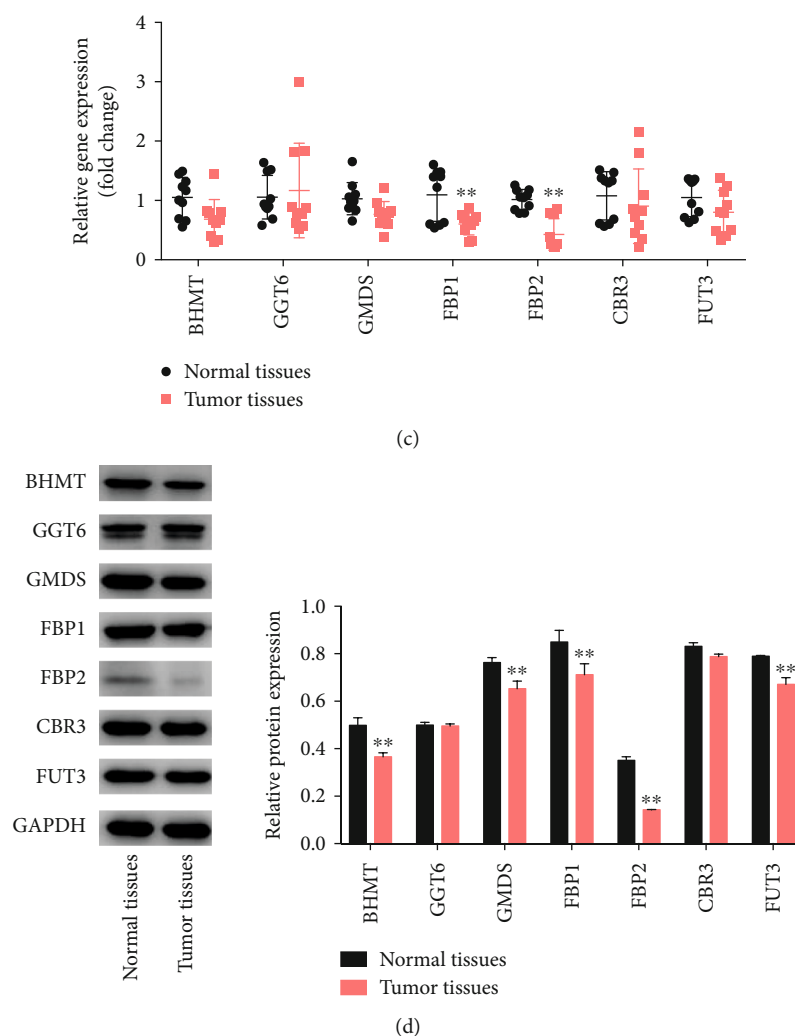 4
3
2
1
0
Relative gene expression
(fold change)
**
**
BHMT
GGT6
GMDS
FBP1
FBP2
CBR3
FUT3
Normal tissues
Tumor tissues
(c)
BHMT
GGT6
GMDS
FBP1
FBP2
CBR3
FUT3
GAPDH
Normal tissues
Tumor tissues
1.0
0.8
0.6
0.4
0.2
0.0
Relative protein expression
**
**
**
**
**
BHMT
GGT6
GMDS
FBP1
FBP2
CBR3
FUT3
Normal tissues
Tumor tissues
(d)